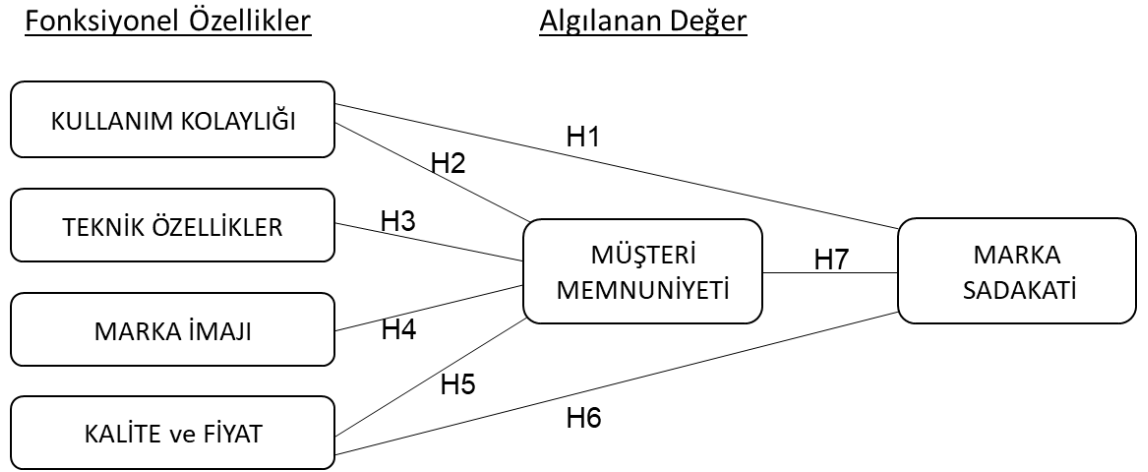 Fonksiyonel Özellikler
Algılanan Değer
KULLANIM KOLAYLIĞI
H1
H2
TEKNİK ÖZELLİKLER
H3
MÜŞTERİ
MEMNUNİYETİ
H7
MARKA
SADAKATİ
MARKA İMAJI
H4
H5
KALİTE ve FİYAT
H6